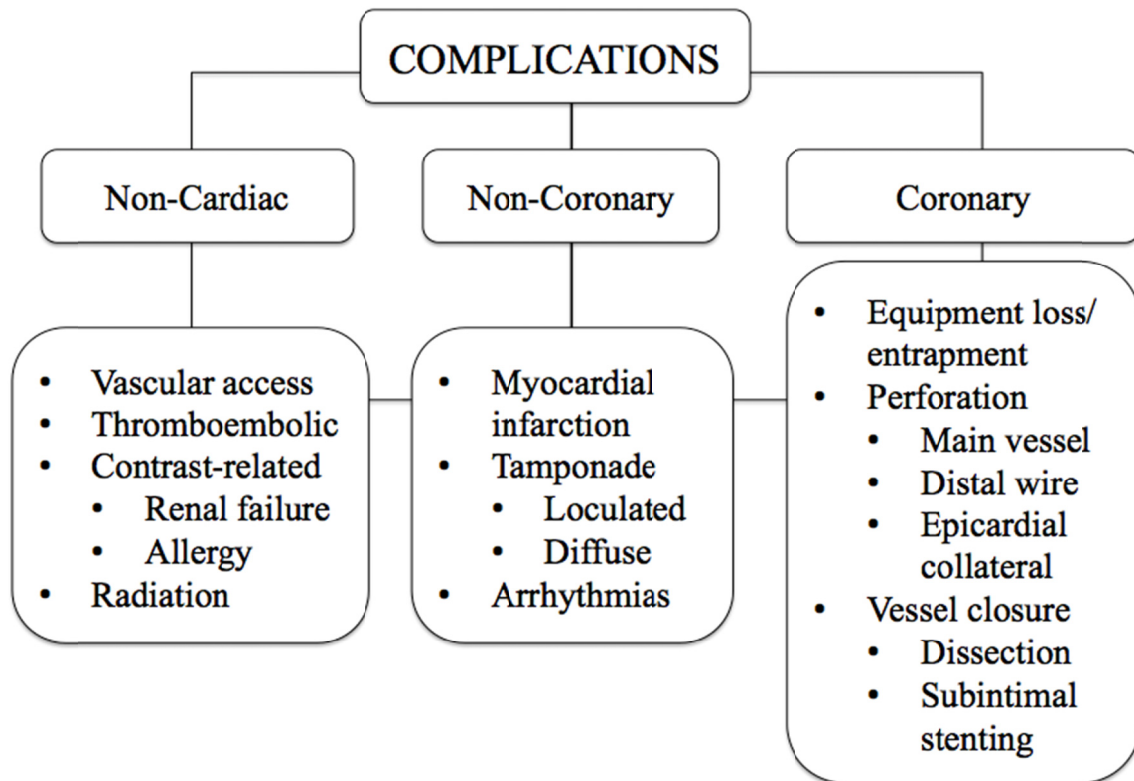 COMPLICATIONS
Non-Cardiac
Non-Coronary
Coronary
• Vascular access
• Thromboembolic
• Contrast-related
• Renal failure
• Allergy
• Radiation
• Myocardial
infarction
• Tamponade
• Loculated
• Diffuse
• Arrhythmias
• Equipment loss/
entrapment
• Perforation
• Main vessel
• Distal wire
• Epicardial
collateral
• Vessel closure
• Dissection
• Subintimal
stenting